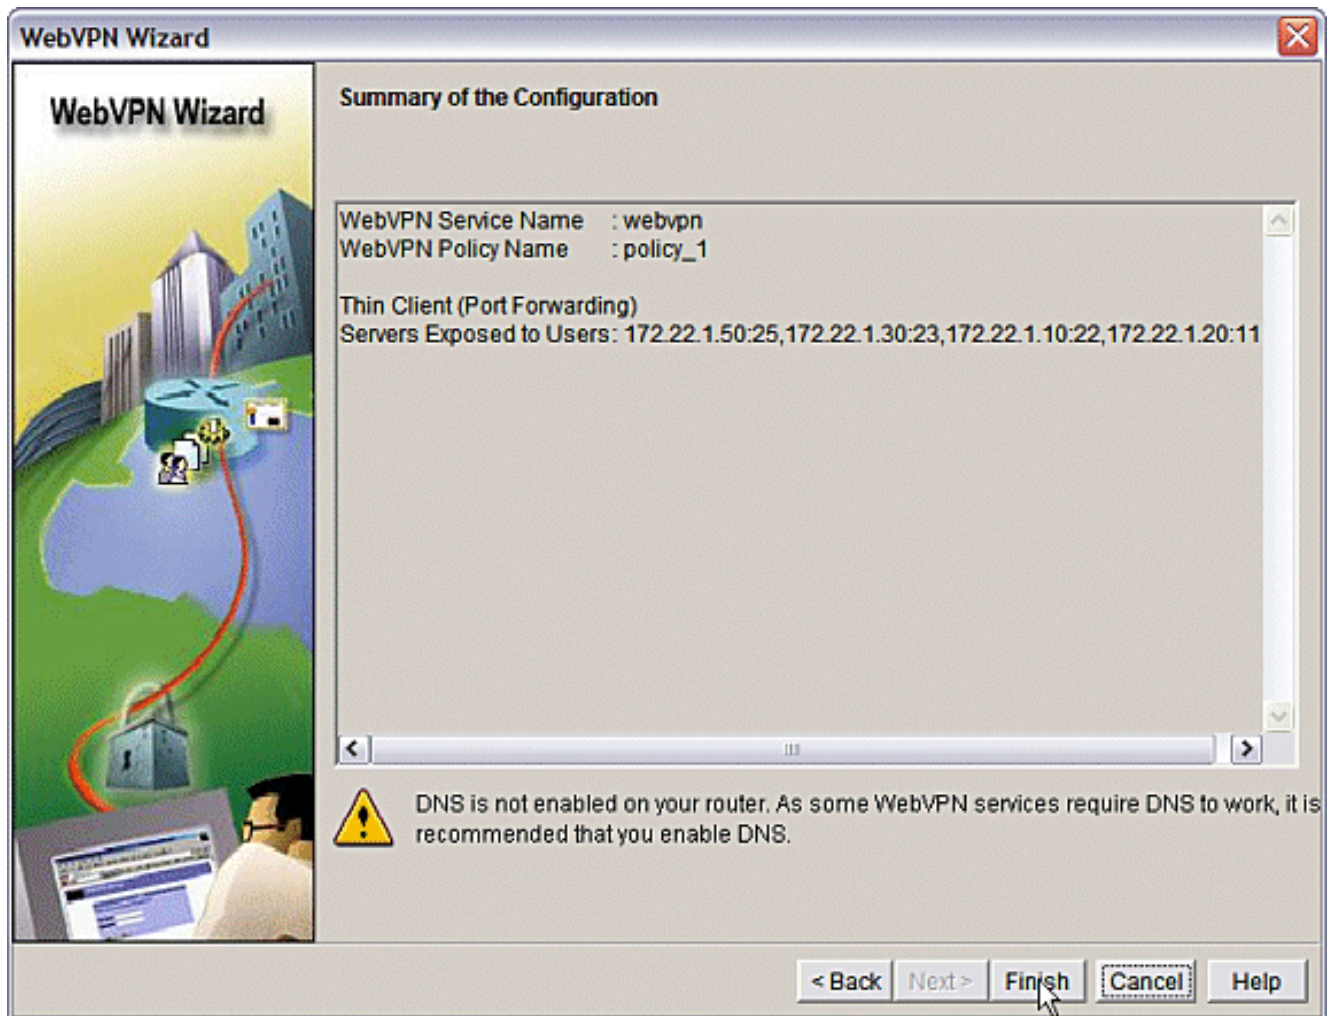 WebVPN Wizard
WebVPN Wizard
Summary of the Configuration
WebVPN Service Name : webvpn
WebVPN Policy Name : policy_1
Thin Client (Port Forwarding)
Servers Exposed to Users: 172.22.1.50:25,172.22.1.30:23,172.22.1.10:22,172.22.1.20:11
DNS is not enabled on your router. As some WebVPN services require DNS to work, it is
recommended that you enable DNS.
< Back Next > Finish Cancel Help